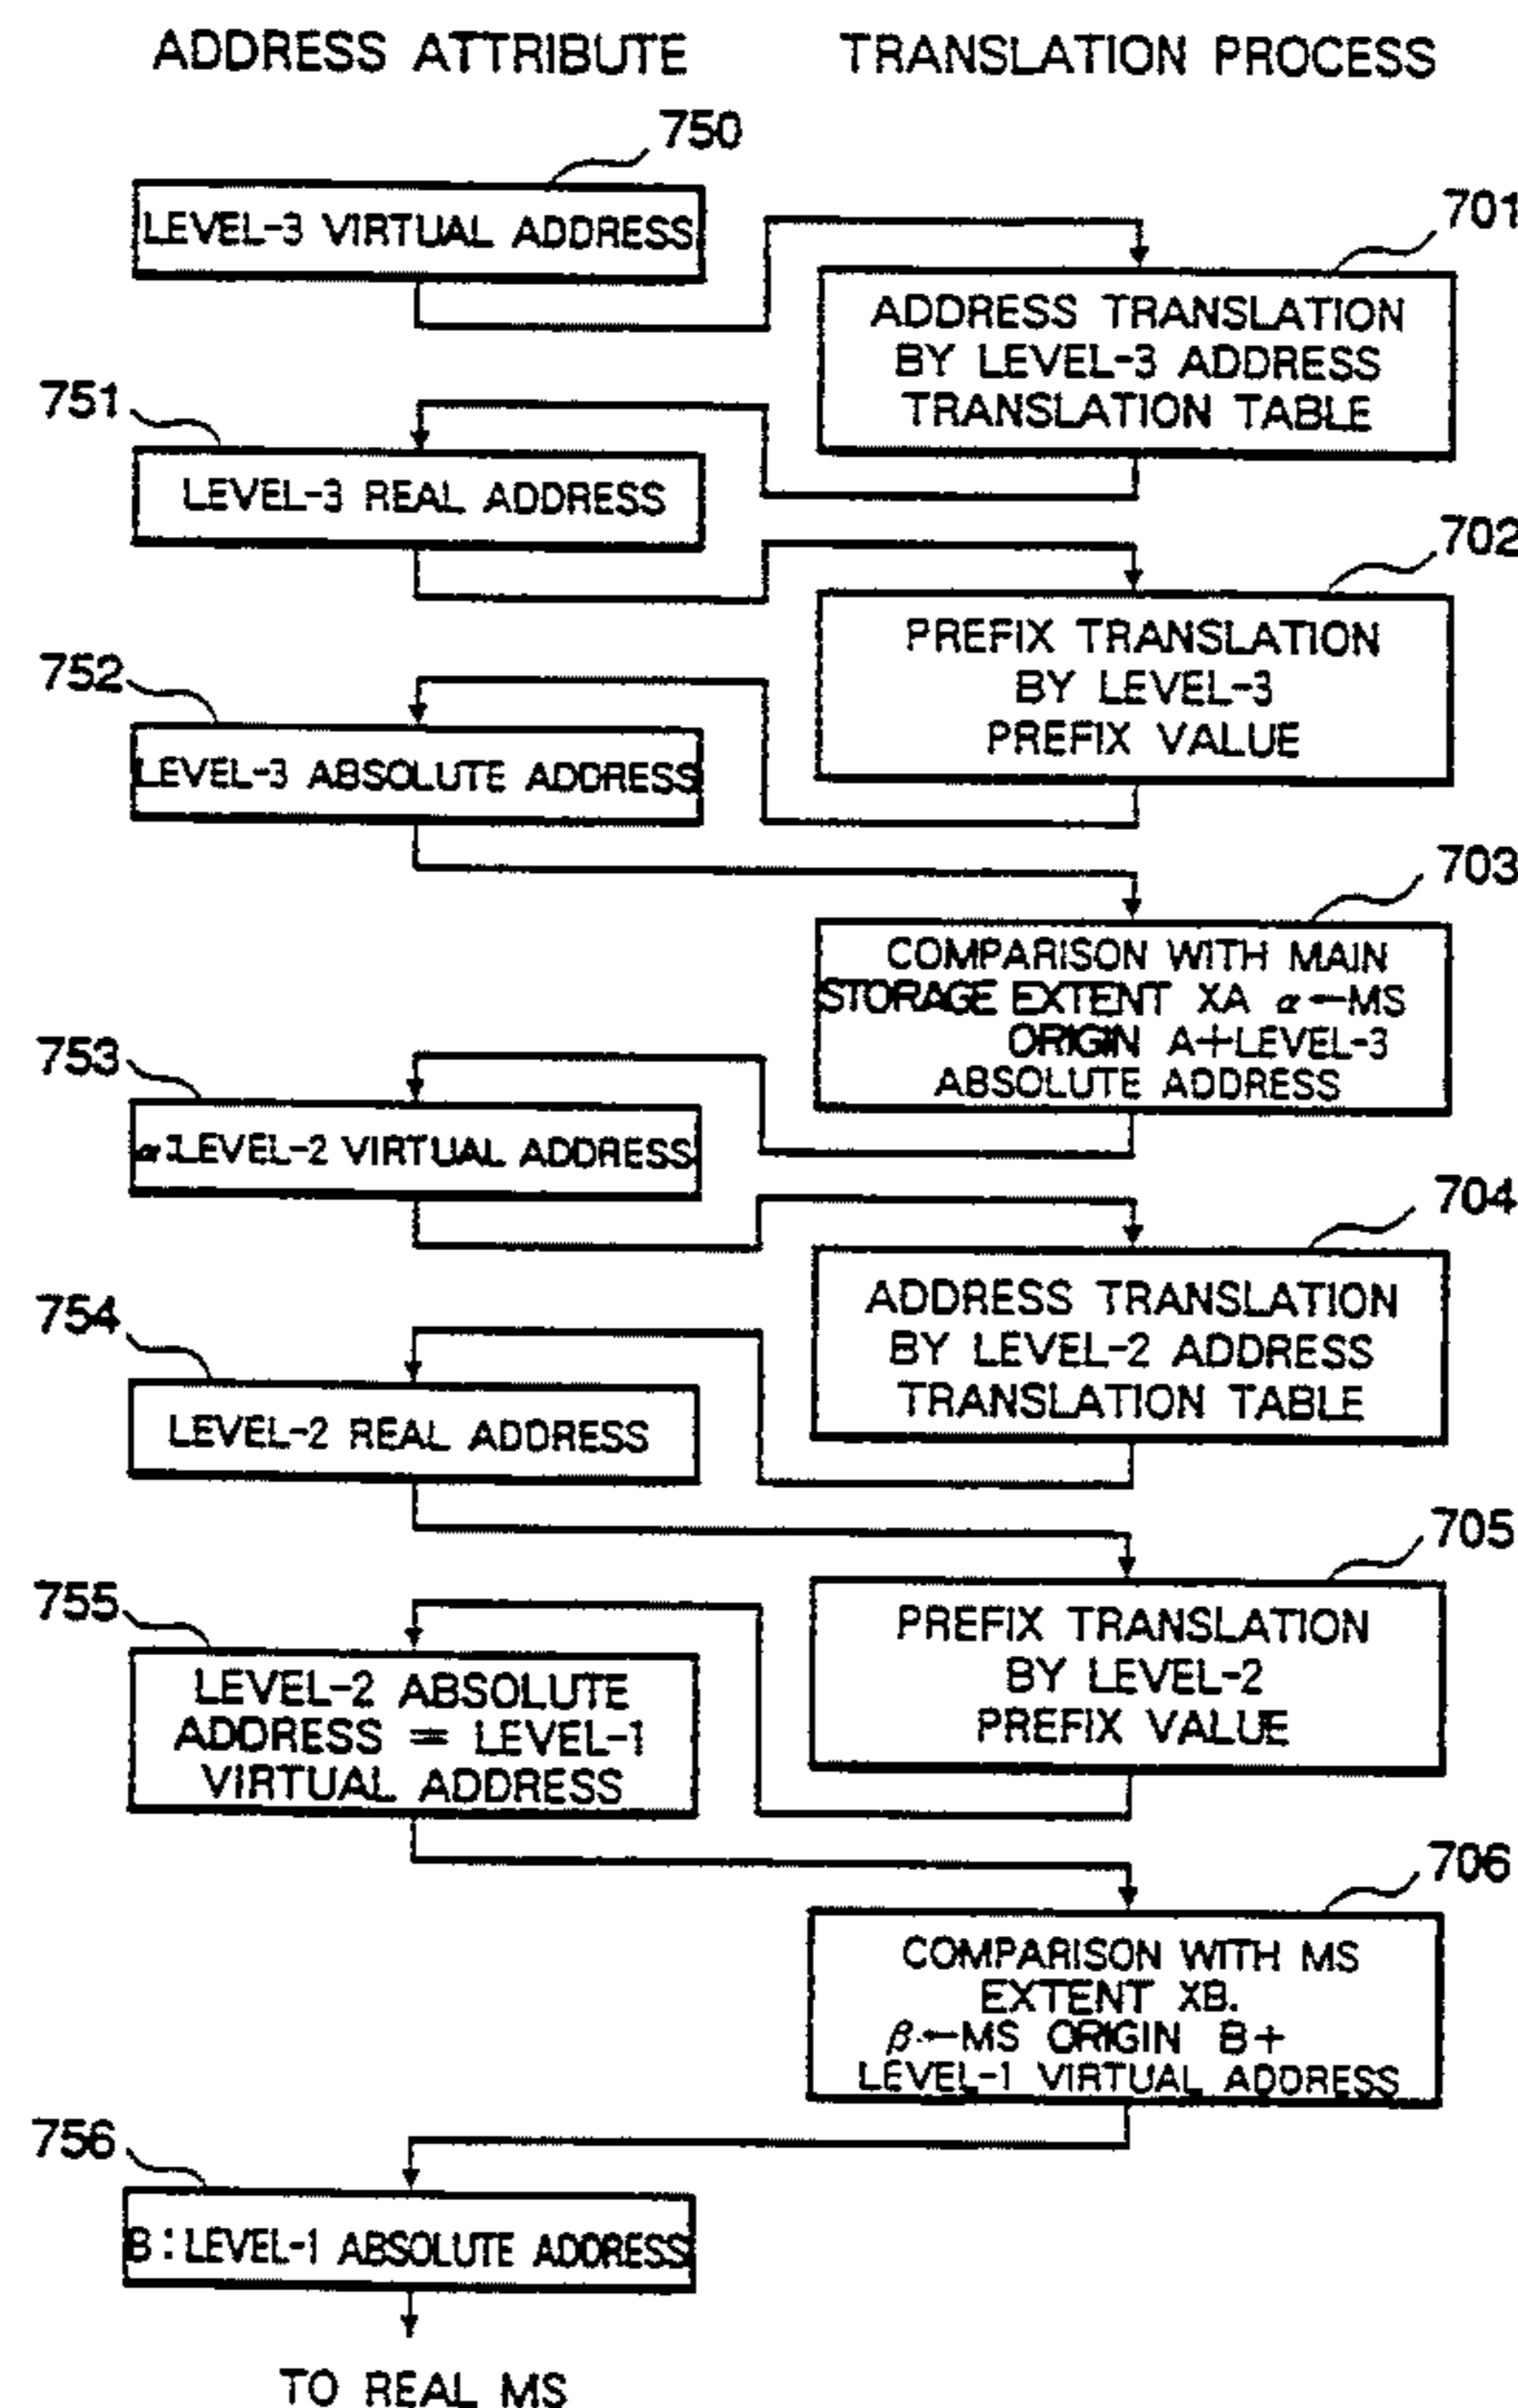 ADDRESS ATTRIBUTE
TRANSLATION PROCESS
750
LEVEL-3 VIRTUAL ADDRESS
701
ADDRESS TRANSLATION
BY LEVEL-3 ADDRESS
TRANSLATION TABLE
751
LEVEL-3 REAL ADDRESS
702
PREFIX TRANSLATION
BY LEVEL-3
PREFIX VALUE
752
LEVEL-3 ABSOLUTE ADDRESS
703
COMPARISON WITH MAIN
STORAGE EXTENT XA α←MS
ORIGIN A+LEVEL-3
ABSOLUTE ADDRESS
753
α:LEVEL-2 VIRTUAL ADDRESS
704
ADDRESS TRANSLATION
BY LEVEL-2 ADDRESS
TRANSLATION TABLE
754
LEVEL-2 REAL ADDRESS
705
PREFIX TRANSLATION
BY LEVEL-2
PREFIX VALUE
755
LEVEL-2 ABSOLUTE
ADDRESS = LEVEL-1
VIRTUAL ADDRESS
706
COMPARISON WITH MS
EXTENT XB.
β←MS ORIGIN B+
LEVEL-1 VIRTUAL ADDRESS
756
B:LEVEL-1 ABSOLUTE ADDRESS
TO REAL MS